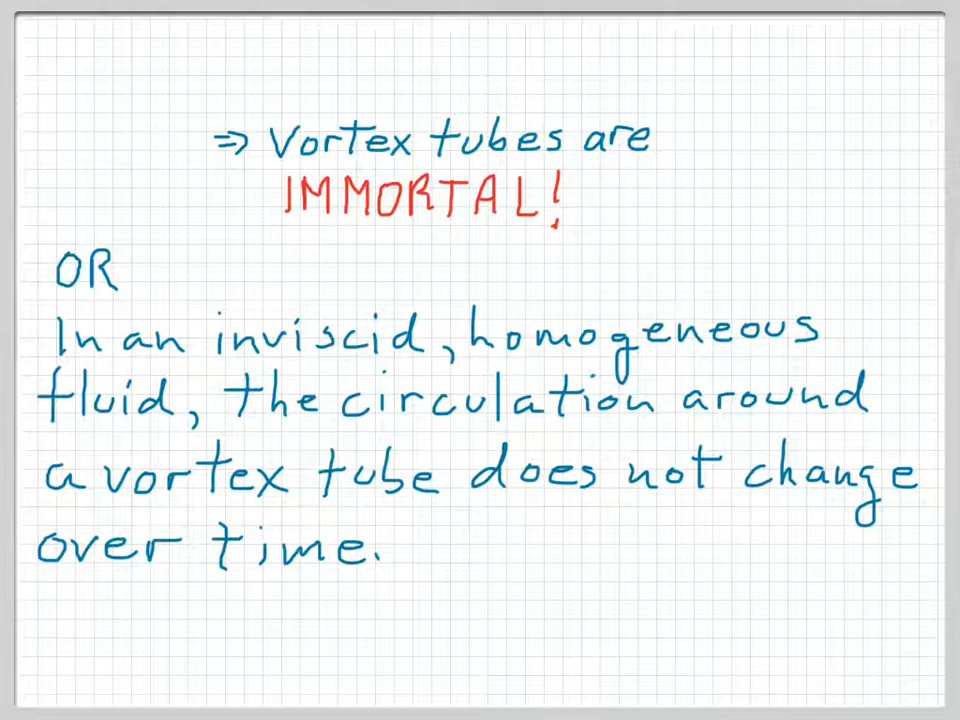 ⇒ Vortex tubes are
IMMORTAL!
OR
In an inviscid, homogeneous
fluid, the circulation around
a vortex tube does not change
over time.